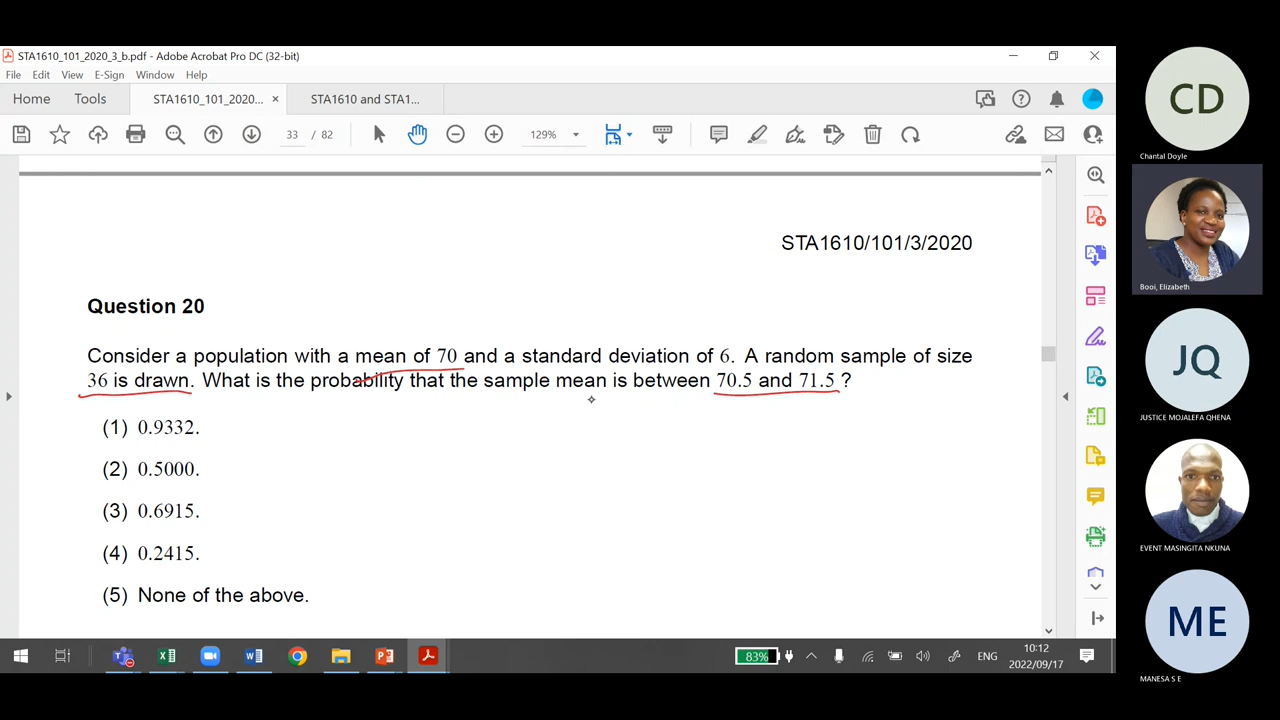 STA1610_101_2020_3_b.pdf - Adobe Acrobat Pro DC (32-bit)
File Edit View E-Sign Window Help
Home Tools STA1610_101_2020... × STA1610 and STA1...
33 / 82 129%
STA1610/101/3/2020
Question 20
Consider a population with a mean of 70 and a standard deviation of 6. A random sample of size
36 is drawn. What is the probability that the sample mean is between 70.5 and 71.5 ?
(1) 0.9332.
(2) 0.5000.
(3) 0.6915.
(4) 0.2415.
(5) None of the above.
83% ENG 10:12
2022/09/17
CD
Chantal Doyle
Booi, Elizabeth
JQ
JUSTICE MOJALEFA QHENA
EVENT MASINGITA NKUNA
ME
MANESA S E